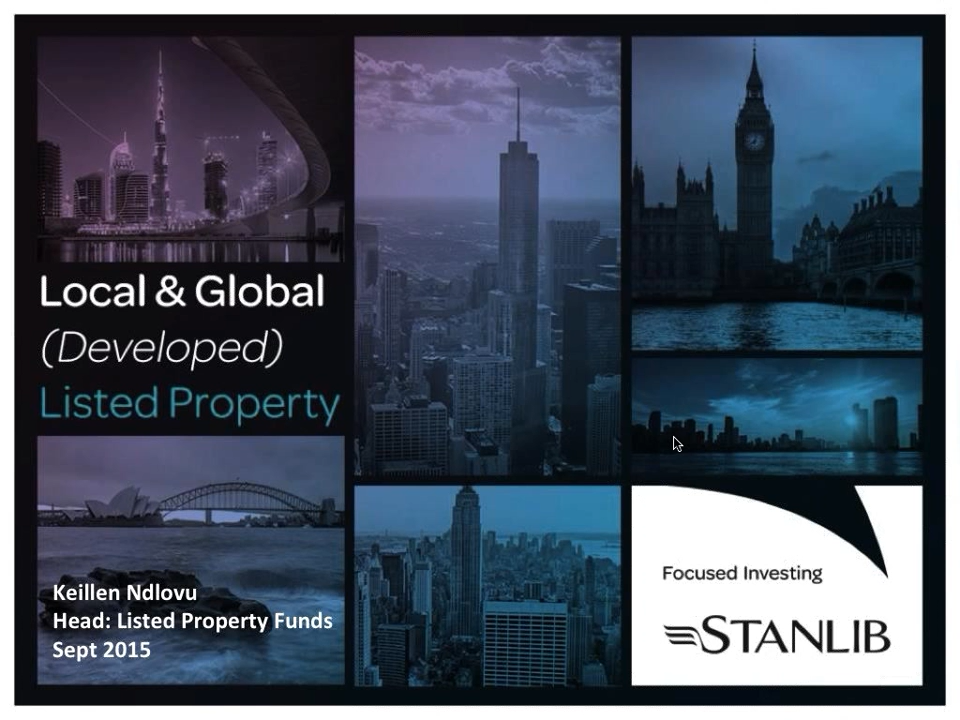 Local & Global
(Developed)
Listed Property
Keillen Ndlovu
Head: Listed Property Funds
Sept 2015
Focused Investing
STANLIB